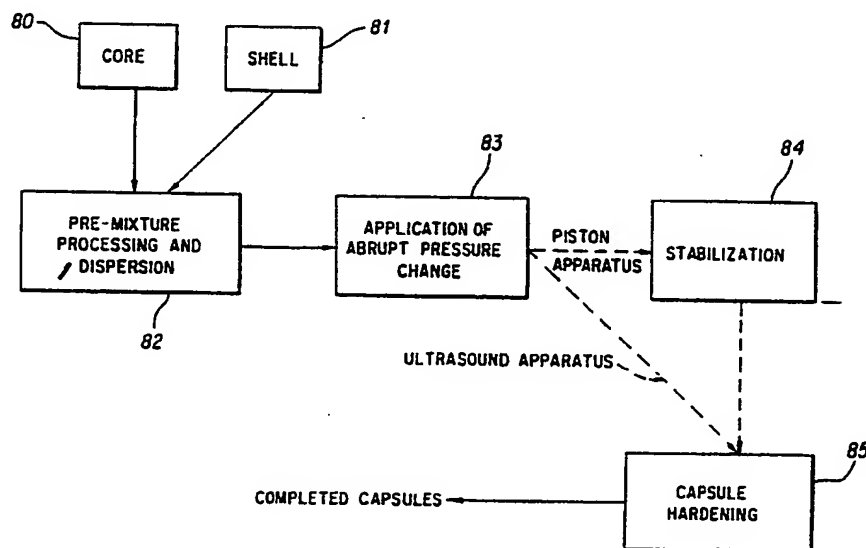 80
CORE
SHELL
81
PRE-MIXTURE
PROCESSING AND
DISPERSION
82
83
APPLICATION OF
ABRUPT PRESSURE
CHANGE
PISTON
APPARATUS
84
STABILIZATION
ULTRASOUND APPARATUS
85
CAPSULE
HARDENING
COMPLETED CAPSULES